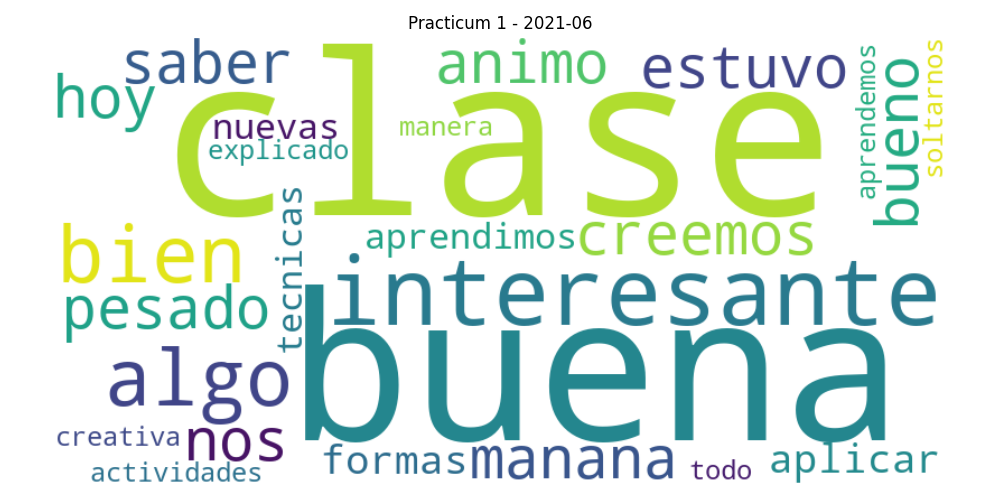 Practicum 1 - 2021-06
saber
animo
estuvo
hoy
clase
nuevas
manera
explicado
aprendemos
bueno
soltarnos
bien
tecnicas
aprendimos
creemos
pesado
interesante
algo
buena
creativa
nos
formas
manana
todo
aplicar
actividades